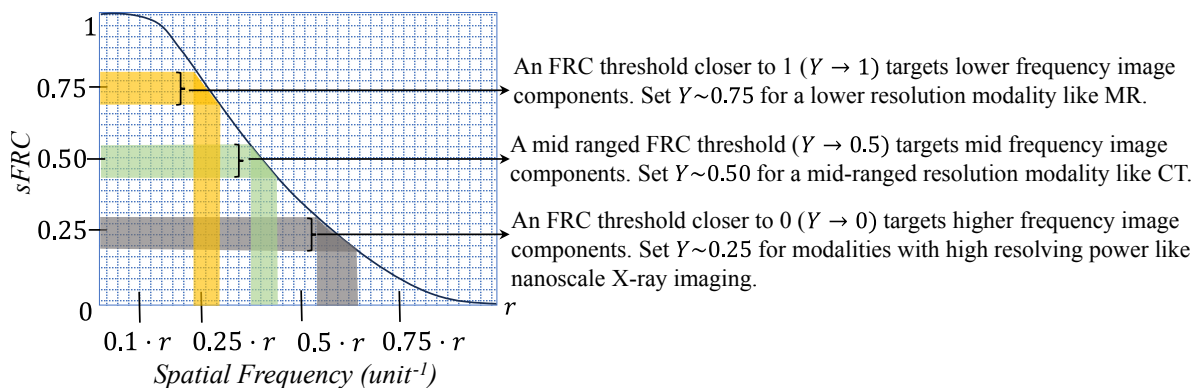 1
0.75
0.50
0.25
0
sFRC
0.1 · r
0.25 · r
0.5 · r
0.75 · r
r
Spatial Frequency (unit⁻¹)
An FRC threshold closer to 1 (Y → 1) targets lower frequency image
components. Set Y~0.75 for a lower resolution modality like MR.
A mid ranged FRC threshold (Y → 0.5) targets mid frequency image
components. Set Y~0.50 for a mid-ranged resolution modality like CT.
An FRC threshold closer to 0 (Y → 0) targets higher frequency image
components. Set Y~0.25 for modalities with high resolving power like
nanoscale X-ray imaging.